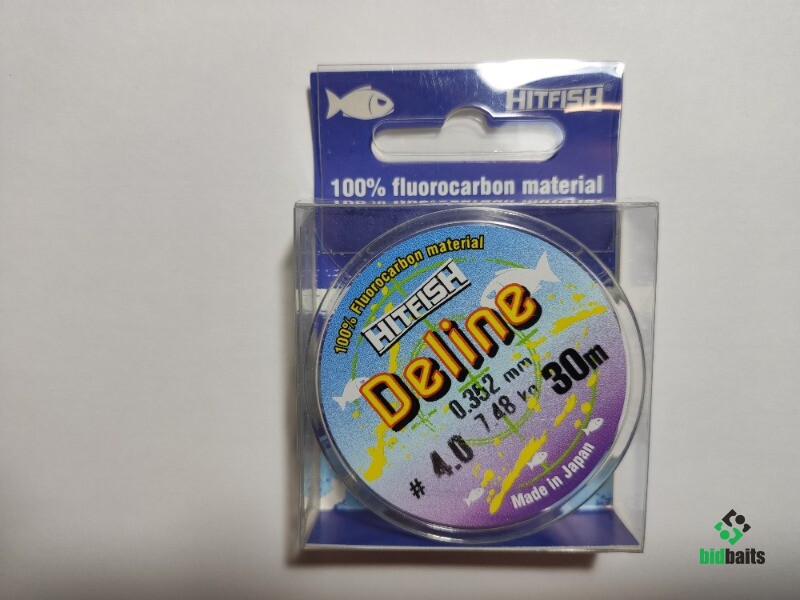 HITFISH®
100% fluorocarbon material
100% Fluorocarbon material
HITFISH
Deline
0.352 mm
7.48 kg
30m
# 4.0
Made in Japan
bidbaits